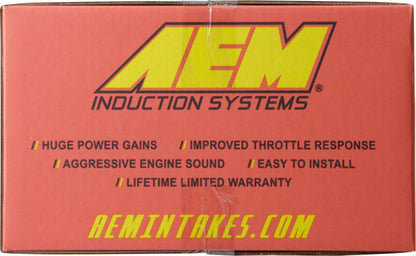 AEM®
INDUCTION SYSTEMS
// HUGE POWER GAINS // IMPROVED THROTTLE RESPONSE
// AGGRESSIVE ENGINE SOUND // EASY TO INSTALL
// LIFETIME LIMITED WARRANTY
AEMINTAKES.COM